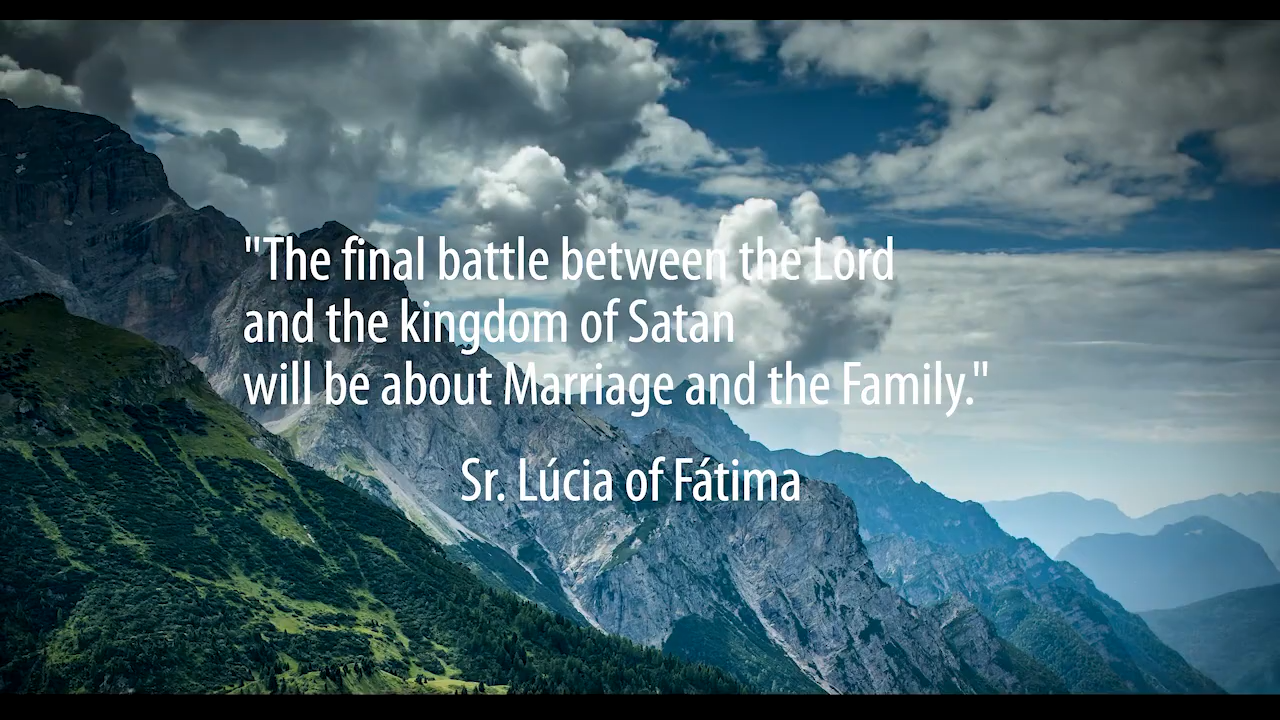 "The final battle between the Lord
and the kingdom of Satan
will be about Marriage and the Family."
Sr. Lúcia of Fátima